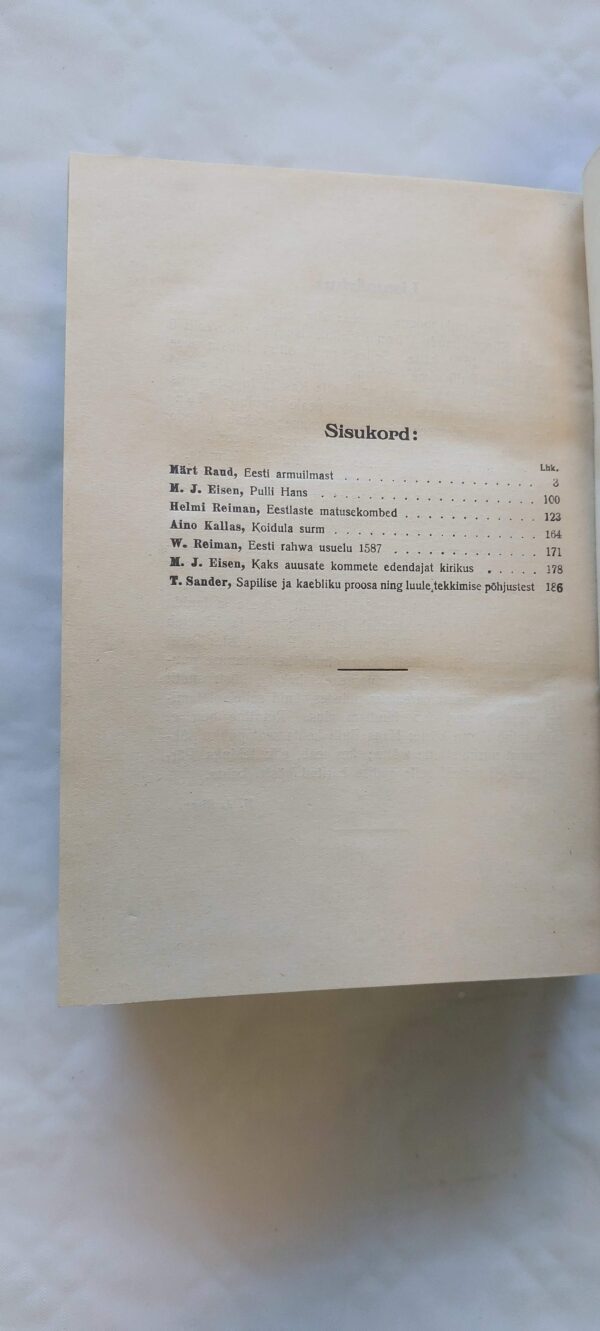 Sisukord:
Lhk.
Märt Raud, Eesti armuilmast . . . . . . . . . . . . . . . . . 3
M. J. Eisen, Pulli Hans . . . . . . . . . . . . . . . . . . . 100
Helmi Reiman, Eestlaste matusekombed . . . . . . . . . . . . 123
Aino Kallas, Koidula surm . . . . . . . . . . . . . . . . . . 164
W. Reiman, Eesti rahwa usuelu 1587 . . . . . . . . . . . . . 171
M. J. Eisen, Kaks auusate kommete edendajat kirikus . . . . . 178
T. Sander, Sapilise ja kaebliku proosa ning luule tekkimise põhjustest 186